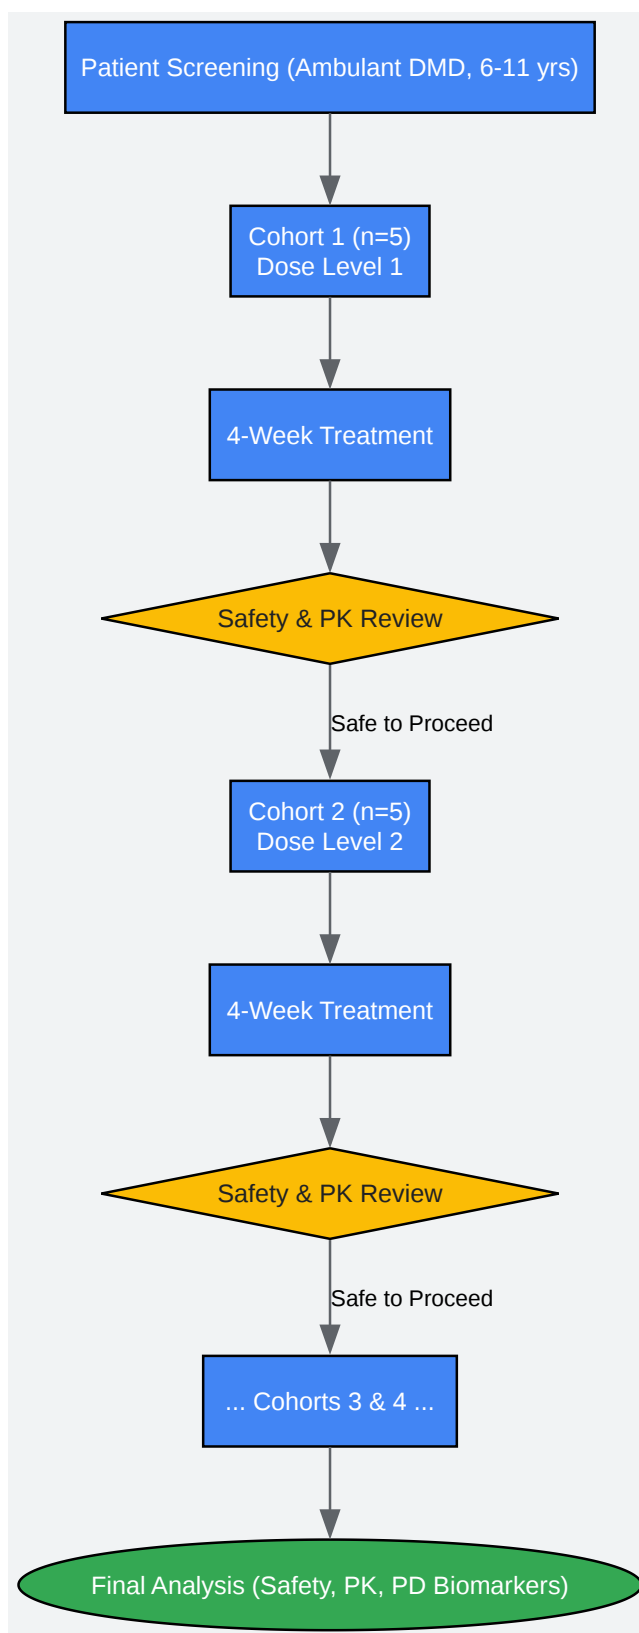 Patient Screening (Ambulant DMD, 6-11 yrs)
Cohort 1 (n=5)
Dose Level 1
4-Week Treatment
Safety & PK Review
Safe to Proceed
Cohort 2 (n=5)
Dose Level 2
4-Week Treatment
Safety & PK Review
Safe to Proceed
... Cohorts 3 & 4 ...
Final Analysis (Safety, PK, PD Biomarkers)